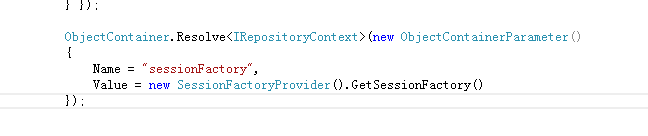 } });
ObjectContainer.Resolve<IRepositoryContext>(new ObjectContainerParameter()
{
Name = "sessionFactory",
Value = new SessionFactoryProvider().GetSessionFactory()
});